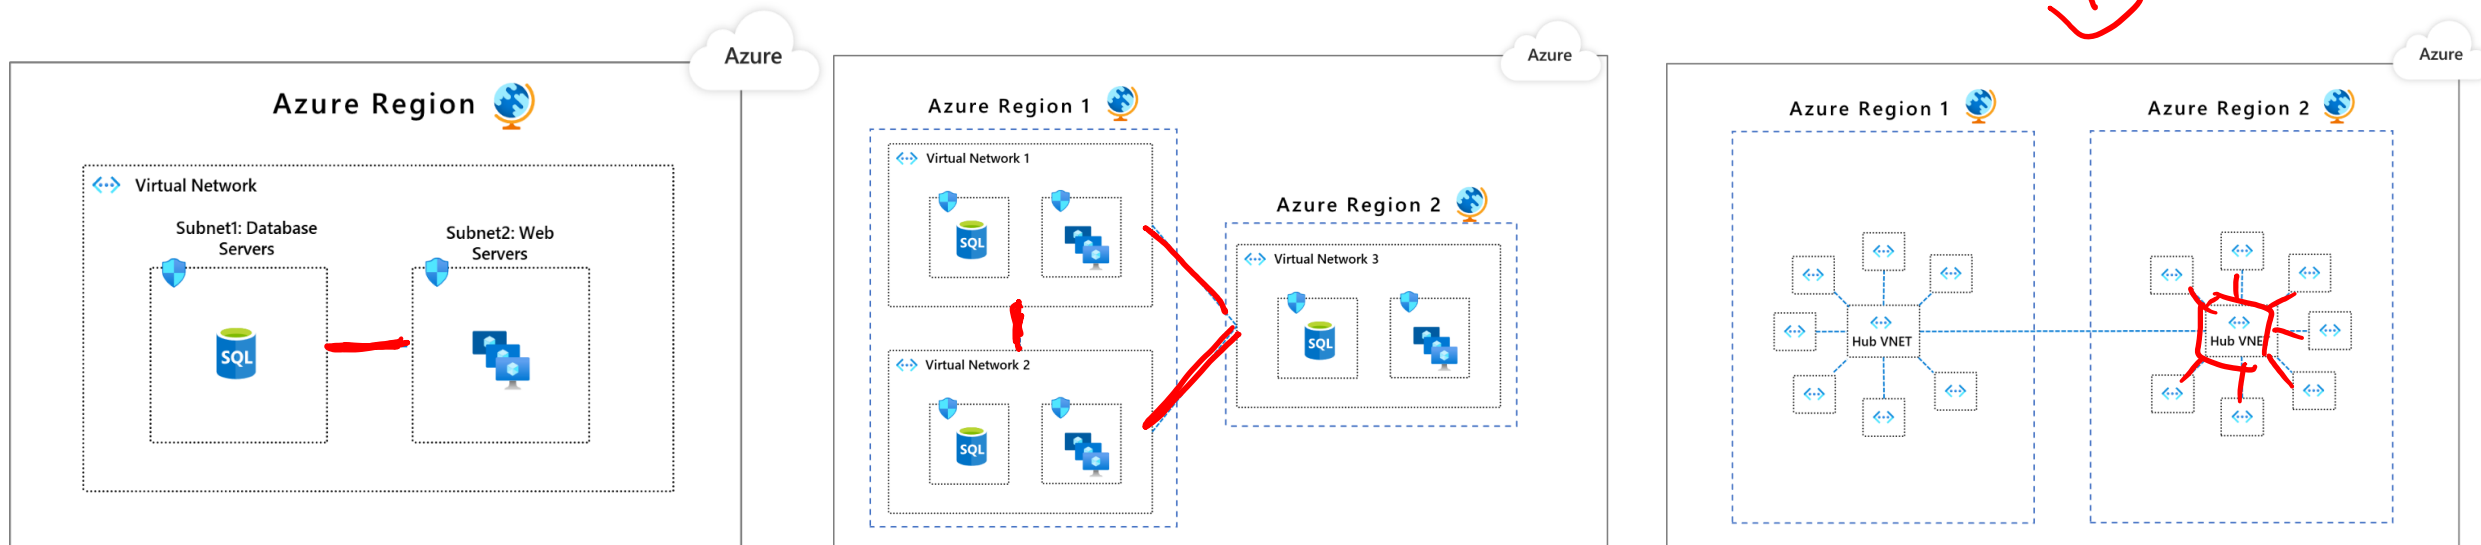 Azure
Azure Region
Virtual Network
Subnet1: Database
Servers
Subnet2: Web
Servers
SQL
Azure
Azure Region 1
Virtual Network 1
SQL
Virtual Network 2
SQL
Azure Region 2
Virtual Network 3
SQL
Azure
Azure Region 1
Hub VNET
Azure Region 2
Hub VNE